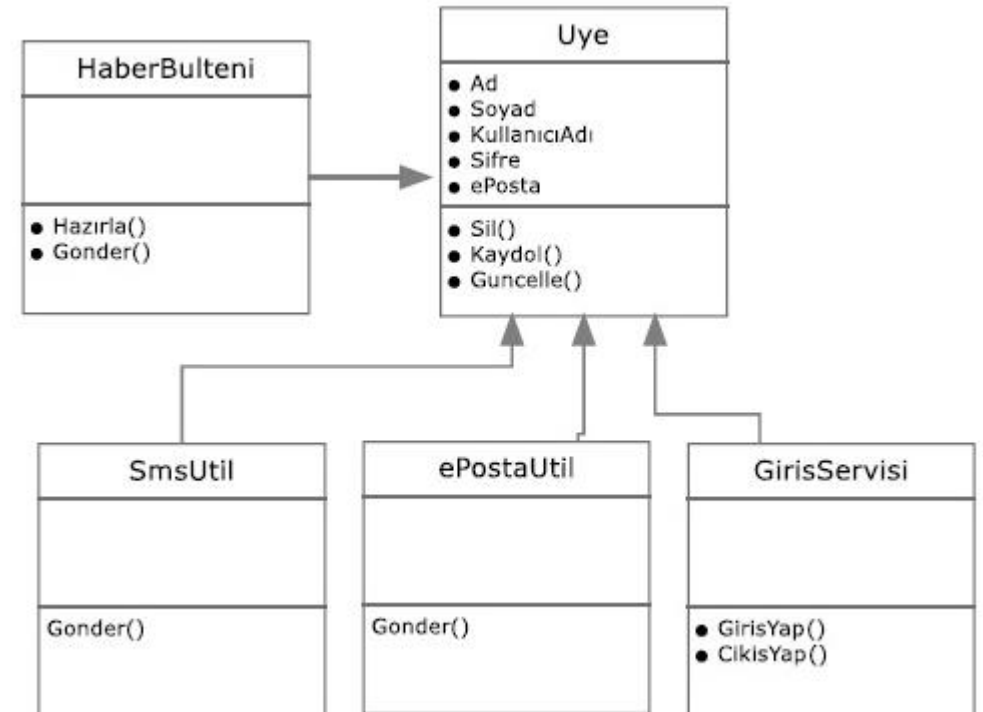 HaberBulteni
● Hazırla()
● Gonder()
Uye
● Ad
● Soyad
● KullanıcıAdı
● Sifre
● ePosta
● Sil()
● Kaydol()
● Guncelle()
SmsUtil
Gonder()
ePostaUtil
Gonder()
GirisServisi
● GirisYap()
● CikisYap()